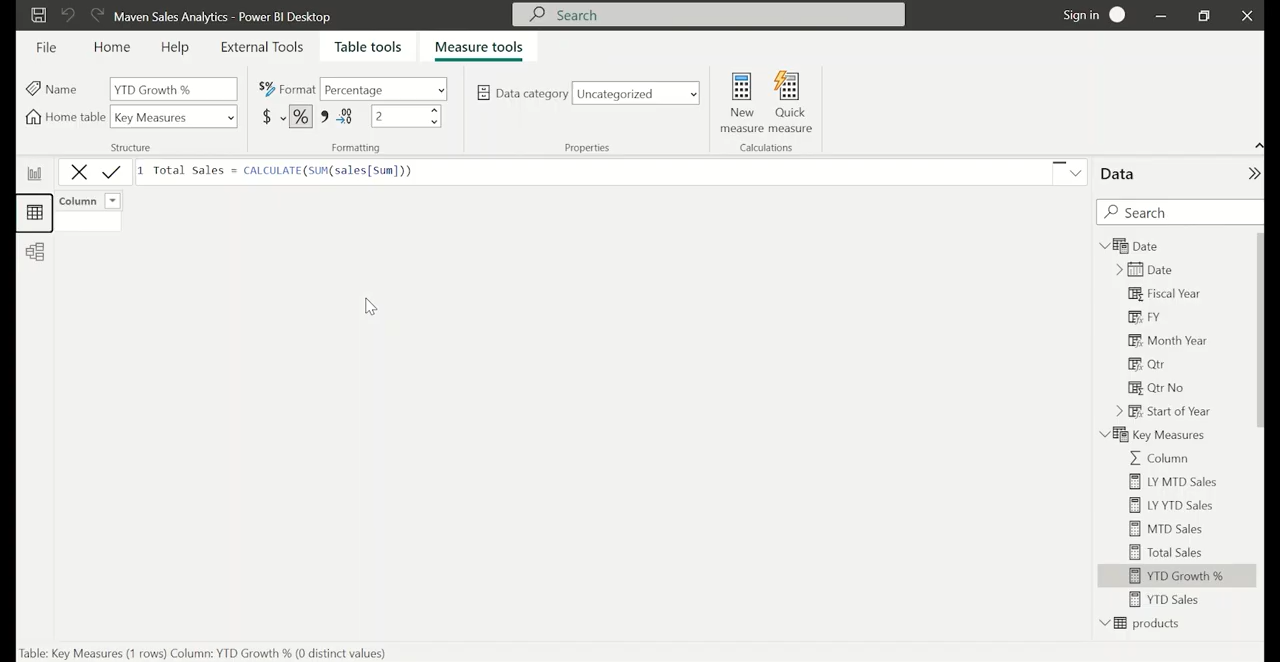 Maven Sales Analytics - Power BI Desktop
Search
Sign in
File
Home
Help
External Tools
Table tools
Measure tools
Name
YTD Growth %
$%
Format
Percentage
Data category
Uncategorized
New measure
Quick measure
Home table
Key Measures
$
%
,
.00
→0
2
Structure
Formatting
Properties
Calculations
1 Total Sales = CALCULATE(SUM(sales[Sum]))
Column
Data
Search
Date
Date
Fiscal Year
FY
Month Year
Qtr
Qtr No
Start of Year
Key Measures
Column
LY MTD Sales
LY YTD Sales
MTD Sales
Total Sales
YTD Growth %
YTD Sales
products
Table: Key Measures (1 rows) Column: YTD Growth % (0 distinct values)